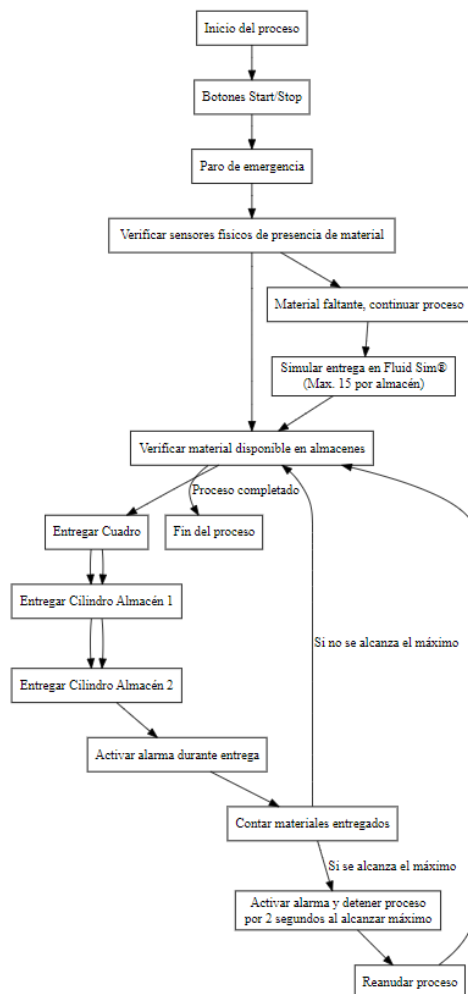 Inicio del proceso
Botones Start/Stop
Paro de emergencia
Verificar sensores físicos de presencia de material
Material faltante, continuar proceso
Simular entrega en Fluid Sim®
(Max. 15 por almacén)
Verificar material disponible en almacenes
Proceso completado
Entregar Cuadro
Fin del proceso
Entregar Cilindro Almacén 1
Si no se alcanza el máximo
Entregar Cilindro Almacén 2
Activar alarma durante entrega
Contar materiales entregados
Si se alcanza el máximo
Activar alarma y detener proceso
por 2 segundos al alcanzar máximo
Reanudar proceso